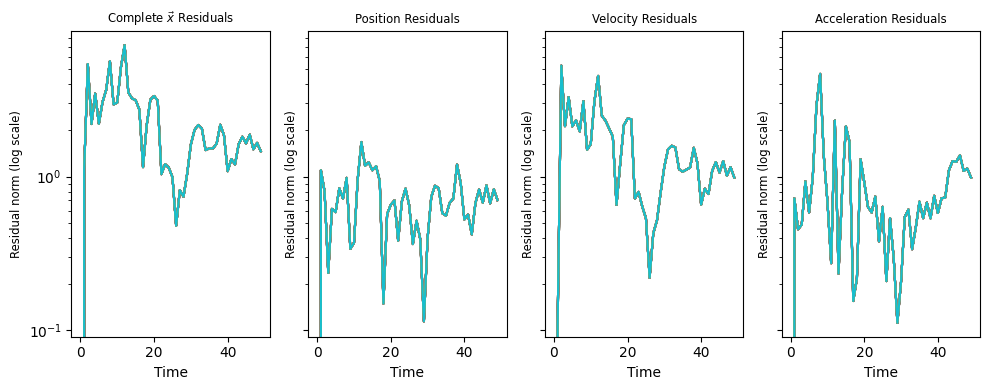 Complete $\vec{x}$ Residuals
Residual norm (log scale)
10⁰
10⁻¹
0 20 40
Time
Position Residuals
Residual norm (log scale)
0 20 40
Time
Velocity Residuals
Residual norm (log scale)
0 20 40
Time
Acceleration Residuals
Residual norm (log scale)
0 20 40
Time